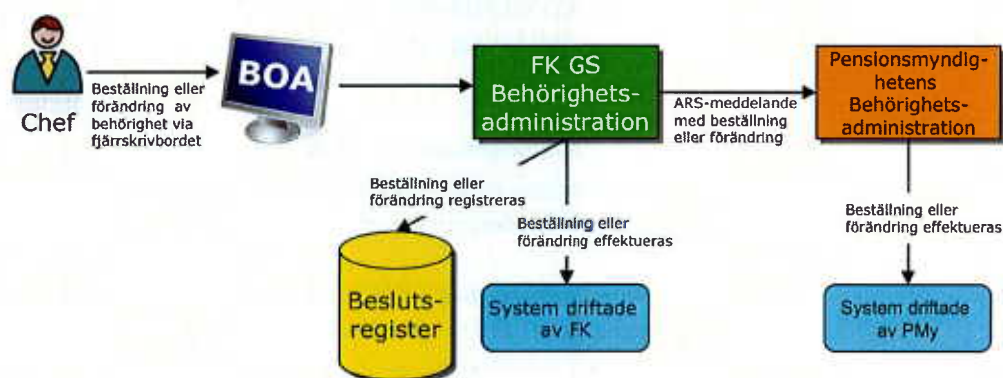 Chef
Beställning eller
förändring av
behörighet via
fjärrskrivbordet
BOA
FK GS
Behörighets-
administration
ARS-meddelande
med beställning
eller förändring
Pensionsmyndig-
hetens
Behörighets-
administration
Beställning eller
förändring registreras
Beställning eller
förändring effektueras
Beställning eller
förändring effektueras
Besluts-
register
System driftade
av FK
System driftade
av PMy